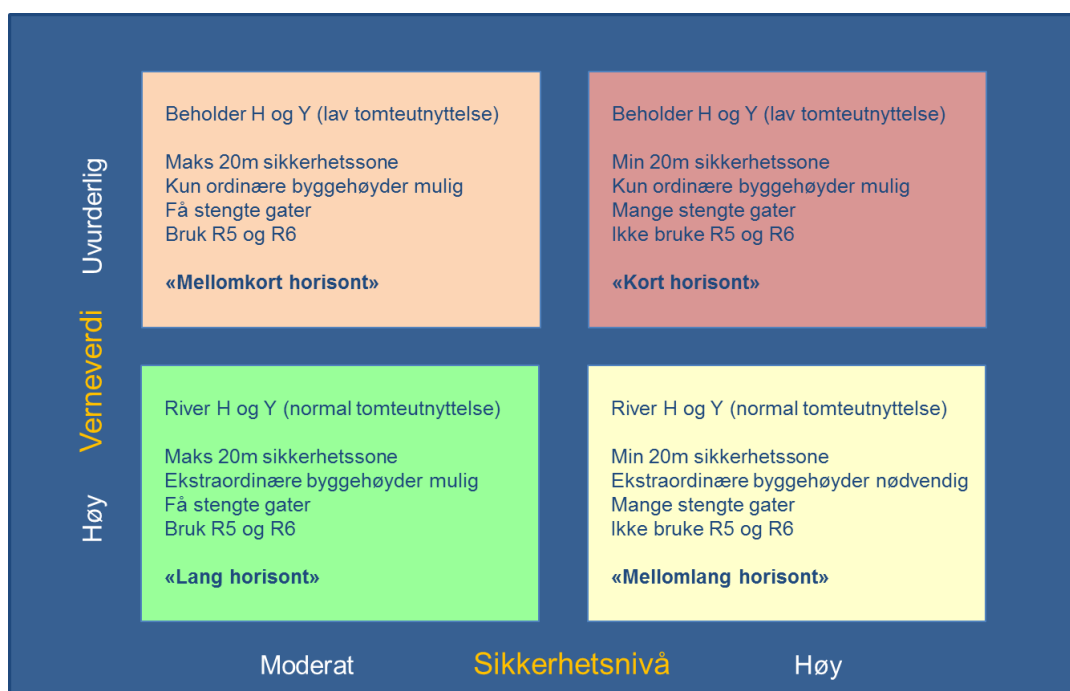 Uvurderlig
Verneverdi
Høy
Beholder H og Y (lav tomteutnyttelse)
Maks 20m sikkerhetssone
Kun ordinære byggehøyder mulig
Få stengte gater
Bruk R5 og R6
«Mellomkort horisont»
Beholder H og Y (lav tomteutnyttelse)
Min 20m sikkerhetssone
Kun ordinære byggehøyder mulig
Mange stengte gater
Ikke bruke R5 og R6
«Kort horisont»
River H og Y (normal tomteutnyttelse)
Maks 20m sikkerhetssone
Ekstraordinære byggehøyder mulig
Få stengte gater
Bruk R5 og R6
«Lang horisont»
River H og Y (normal tomteutnyttelse)
Min 20m sikkerhetssone
Ekstraordinære byggehøyder nødvendig
Mange stengte gater
Ikke bruke R5 og R6
«Mellomlang horisont»
Moderat
Sikkerhetsnivå
Høy